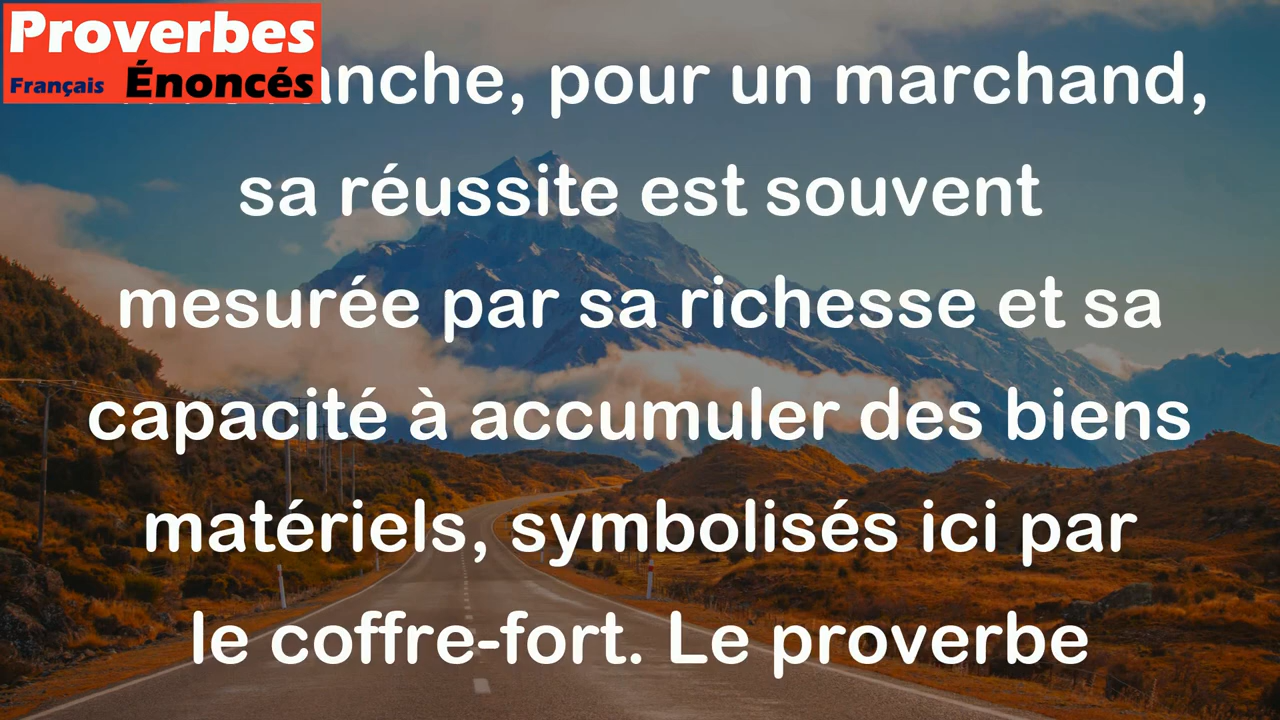 Proverbes
Français Énoncés
pour un marchand,
sa réussite est souvent
mesurée par sa richesse et sa
capacité à accumuler des biens
matériels, symbolisés ici par
le coffre-fort. Le proverbe